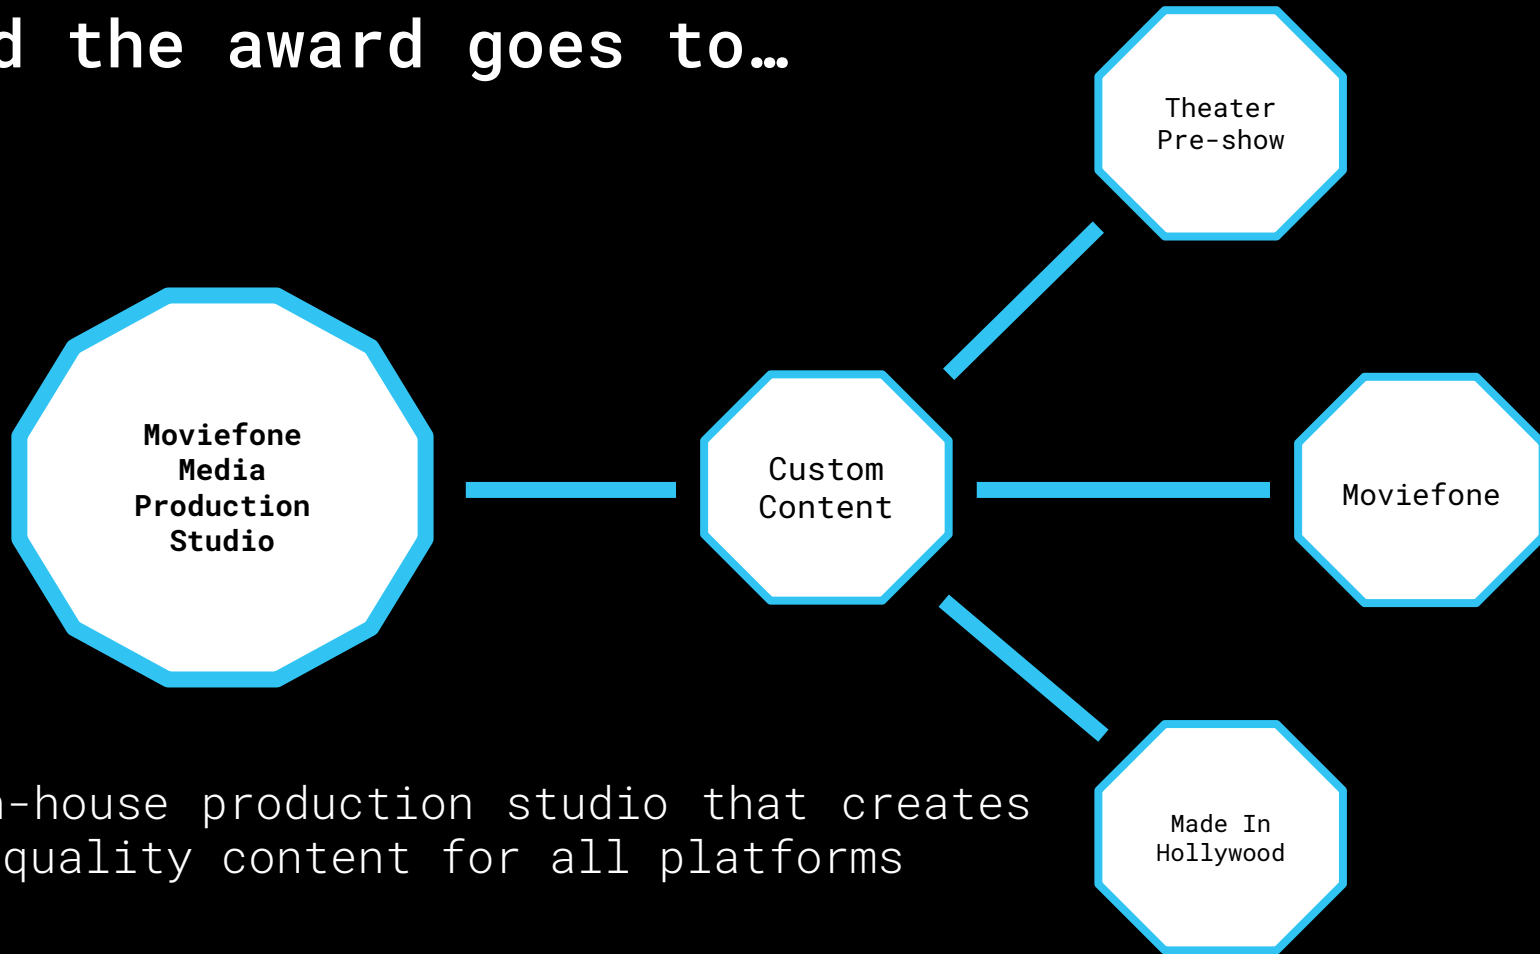 d the award goes to…
Theater
Pre-show
Moviefone
Media
Production
Studio
Custom
Content
Moviefone
-house production studio that creates
quality content for all platforms
Made In
Hollywood